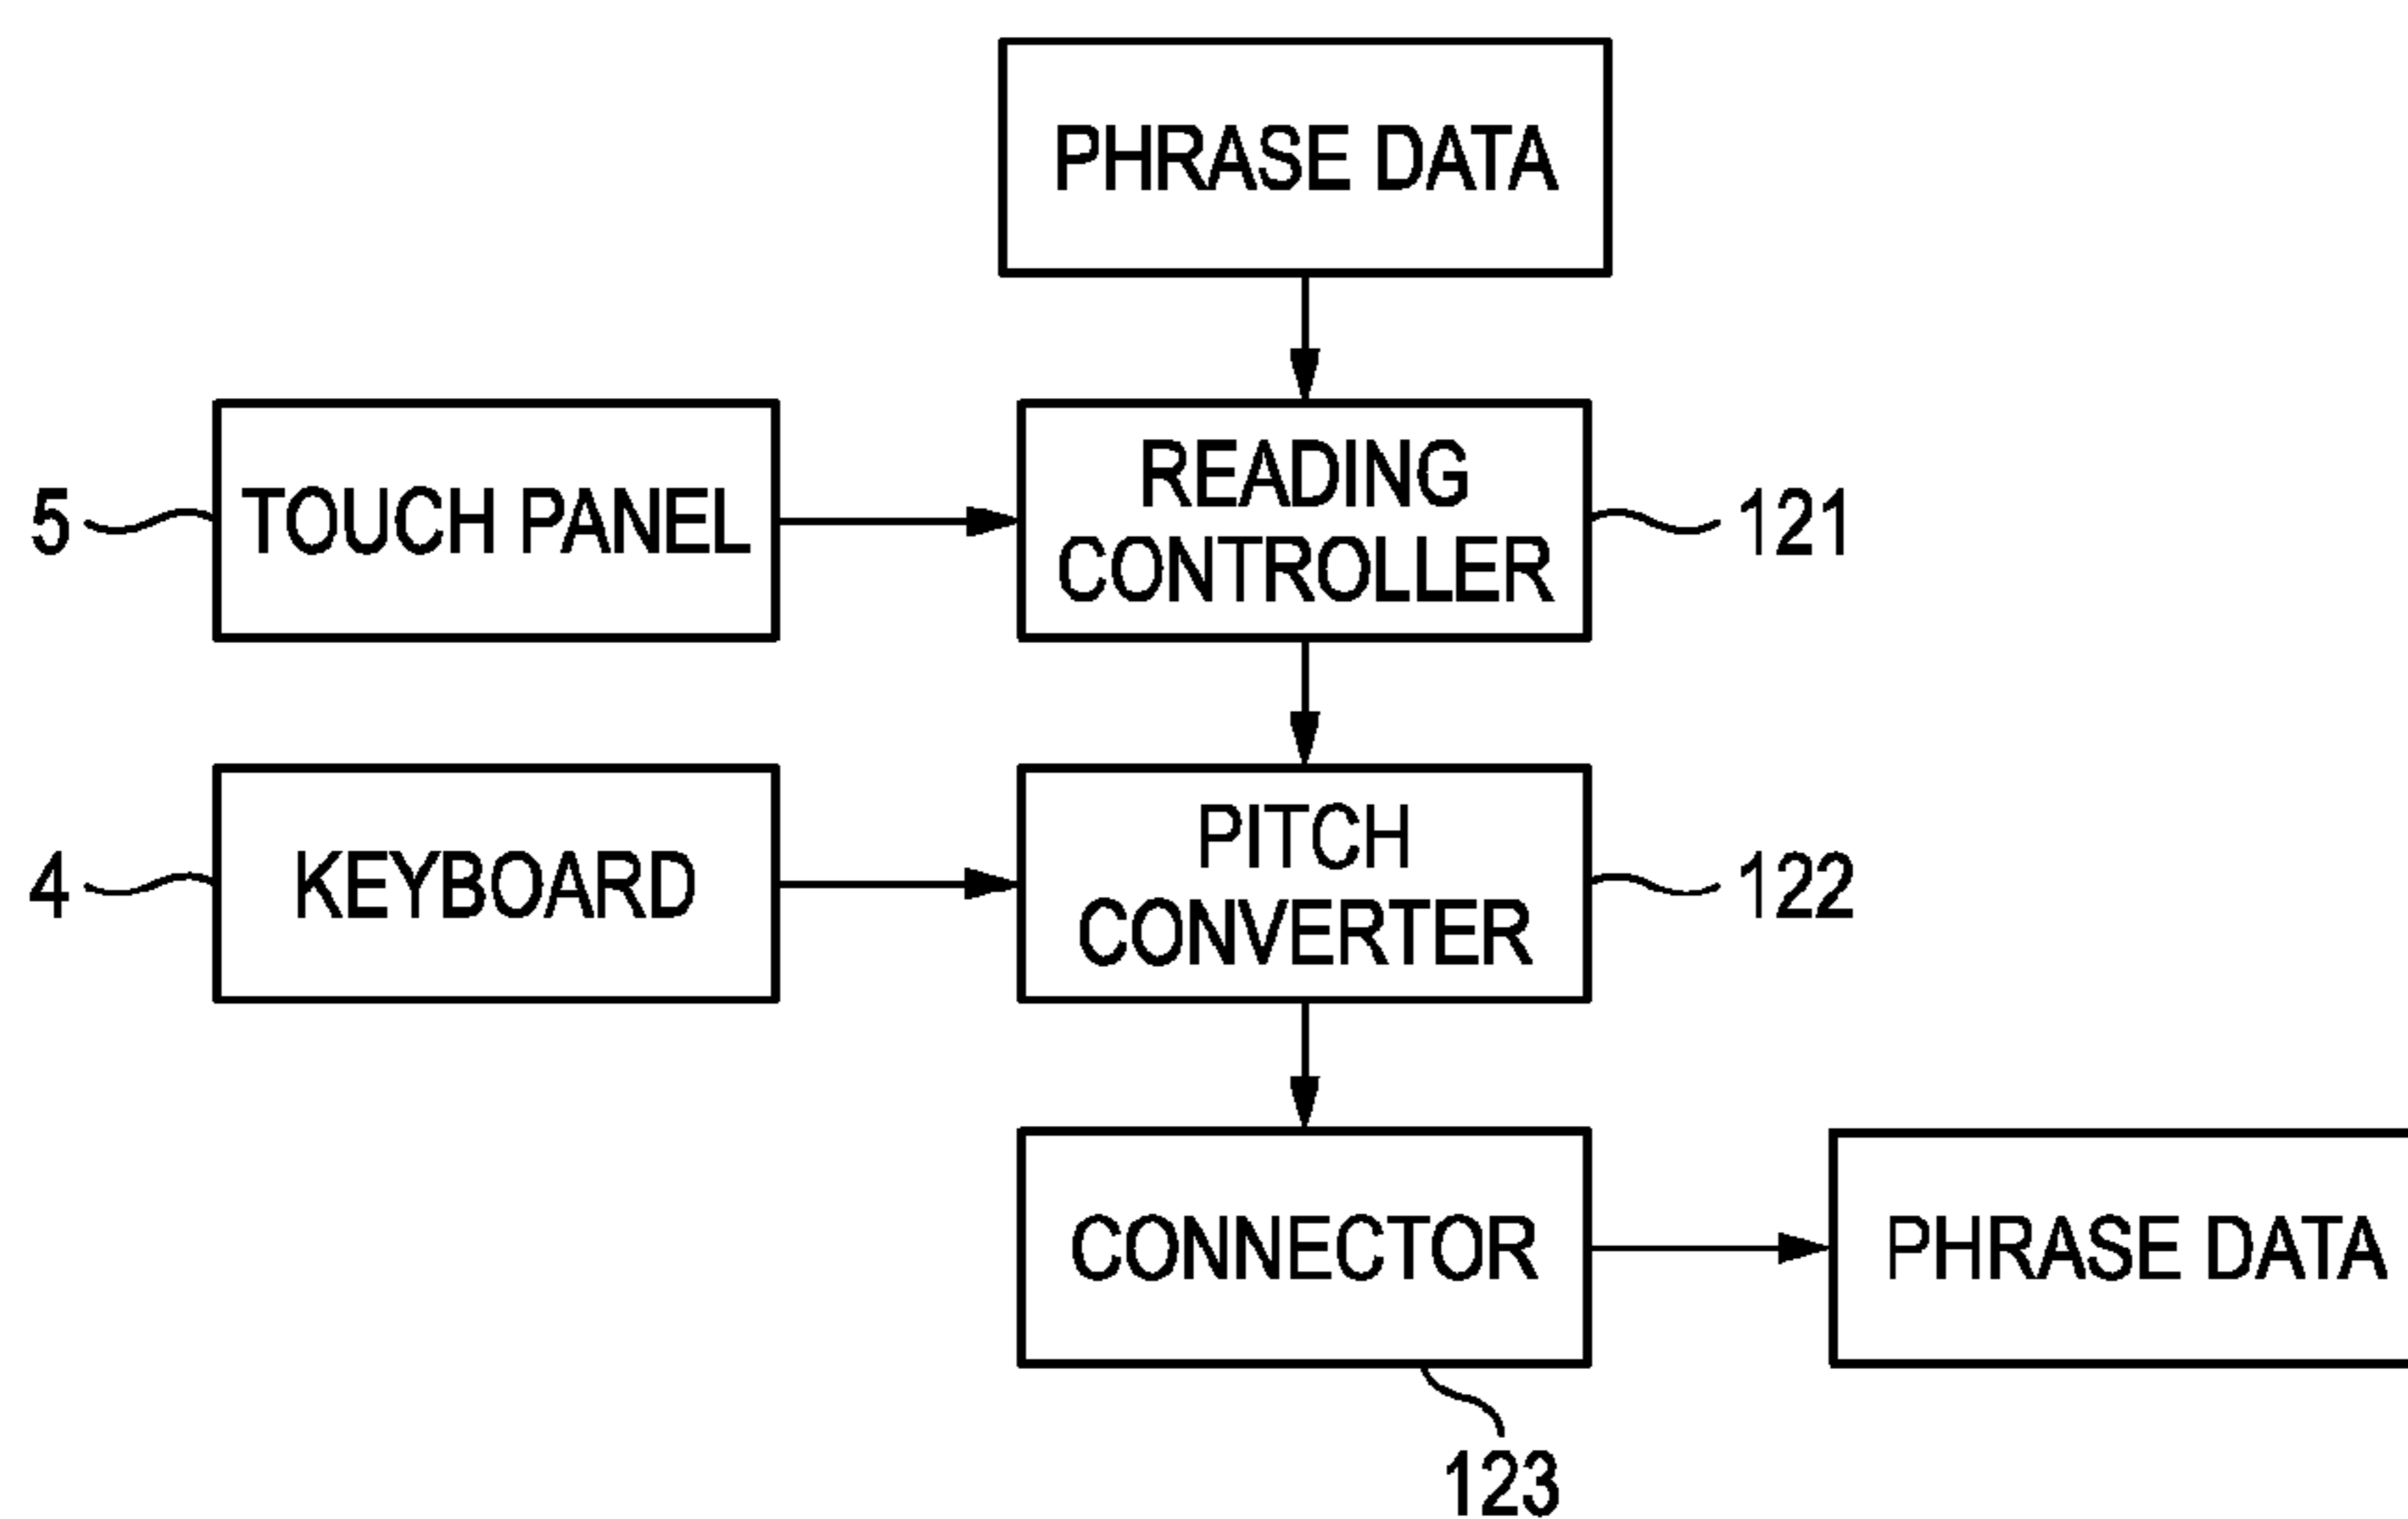 PHRASE DATA
5
TOUCH PANEL
READING
CONTROLLER
121
4
KEYBOARD
PITCH
CONVERTER
122
CONNECTOR
PHRASE DATA
123